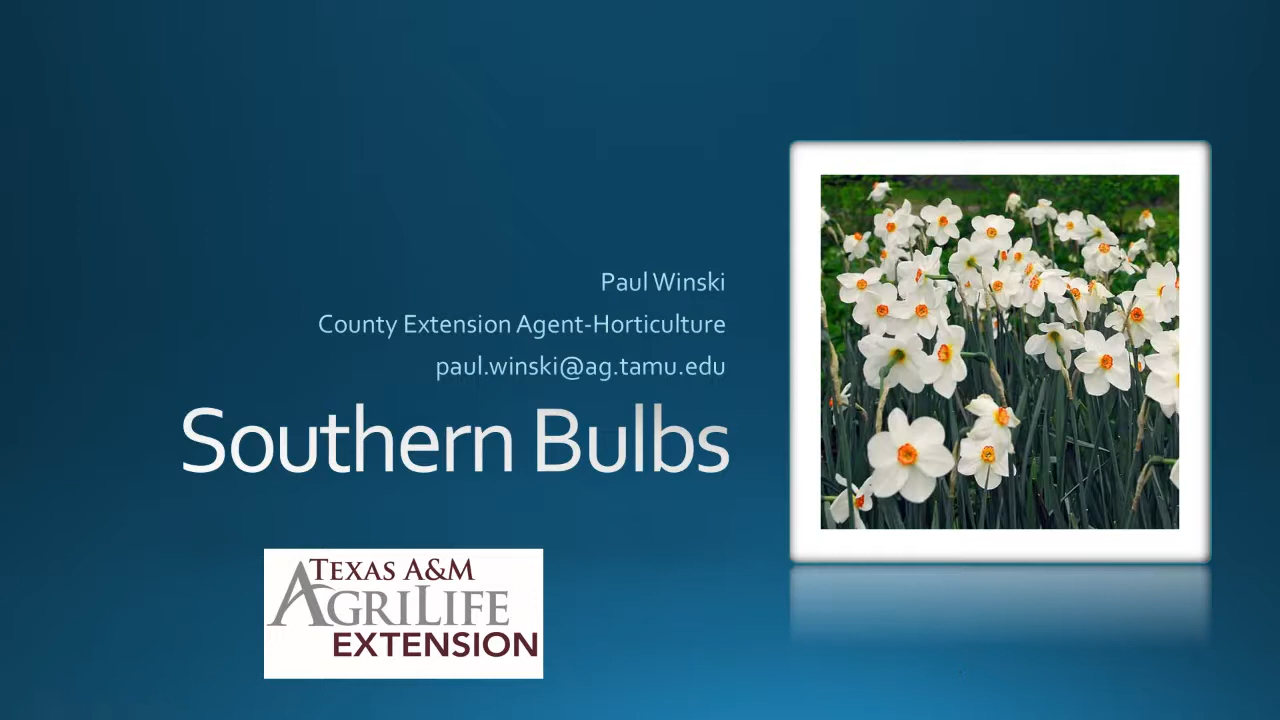 Paul Winski
County Extension Agent-Horticulture
paul.winski@ag.tamu.edu
Southern Bulbs
TEXAS A&M
AGRILIFE
EXTENSION